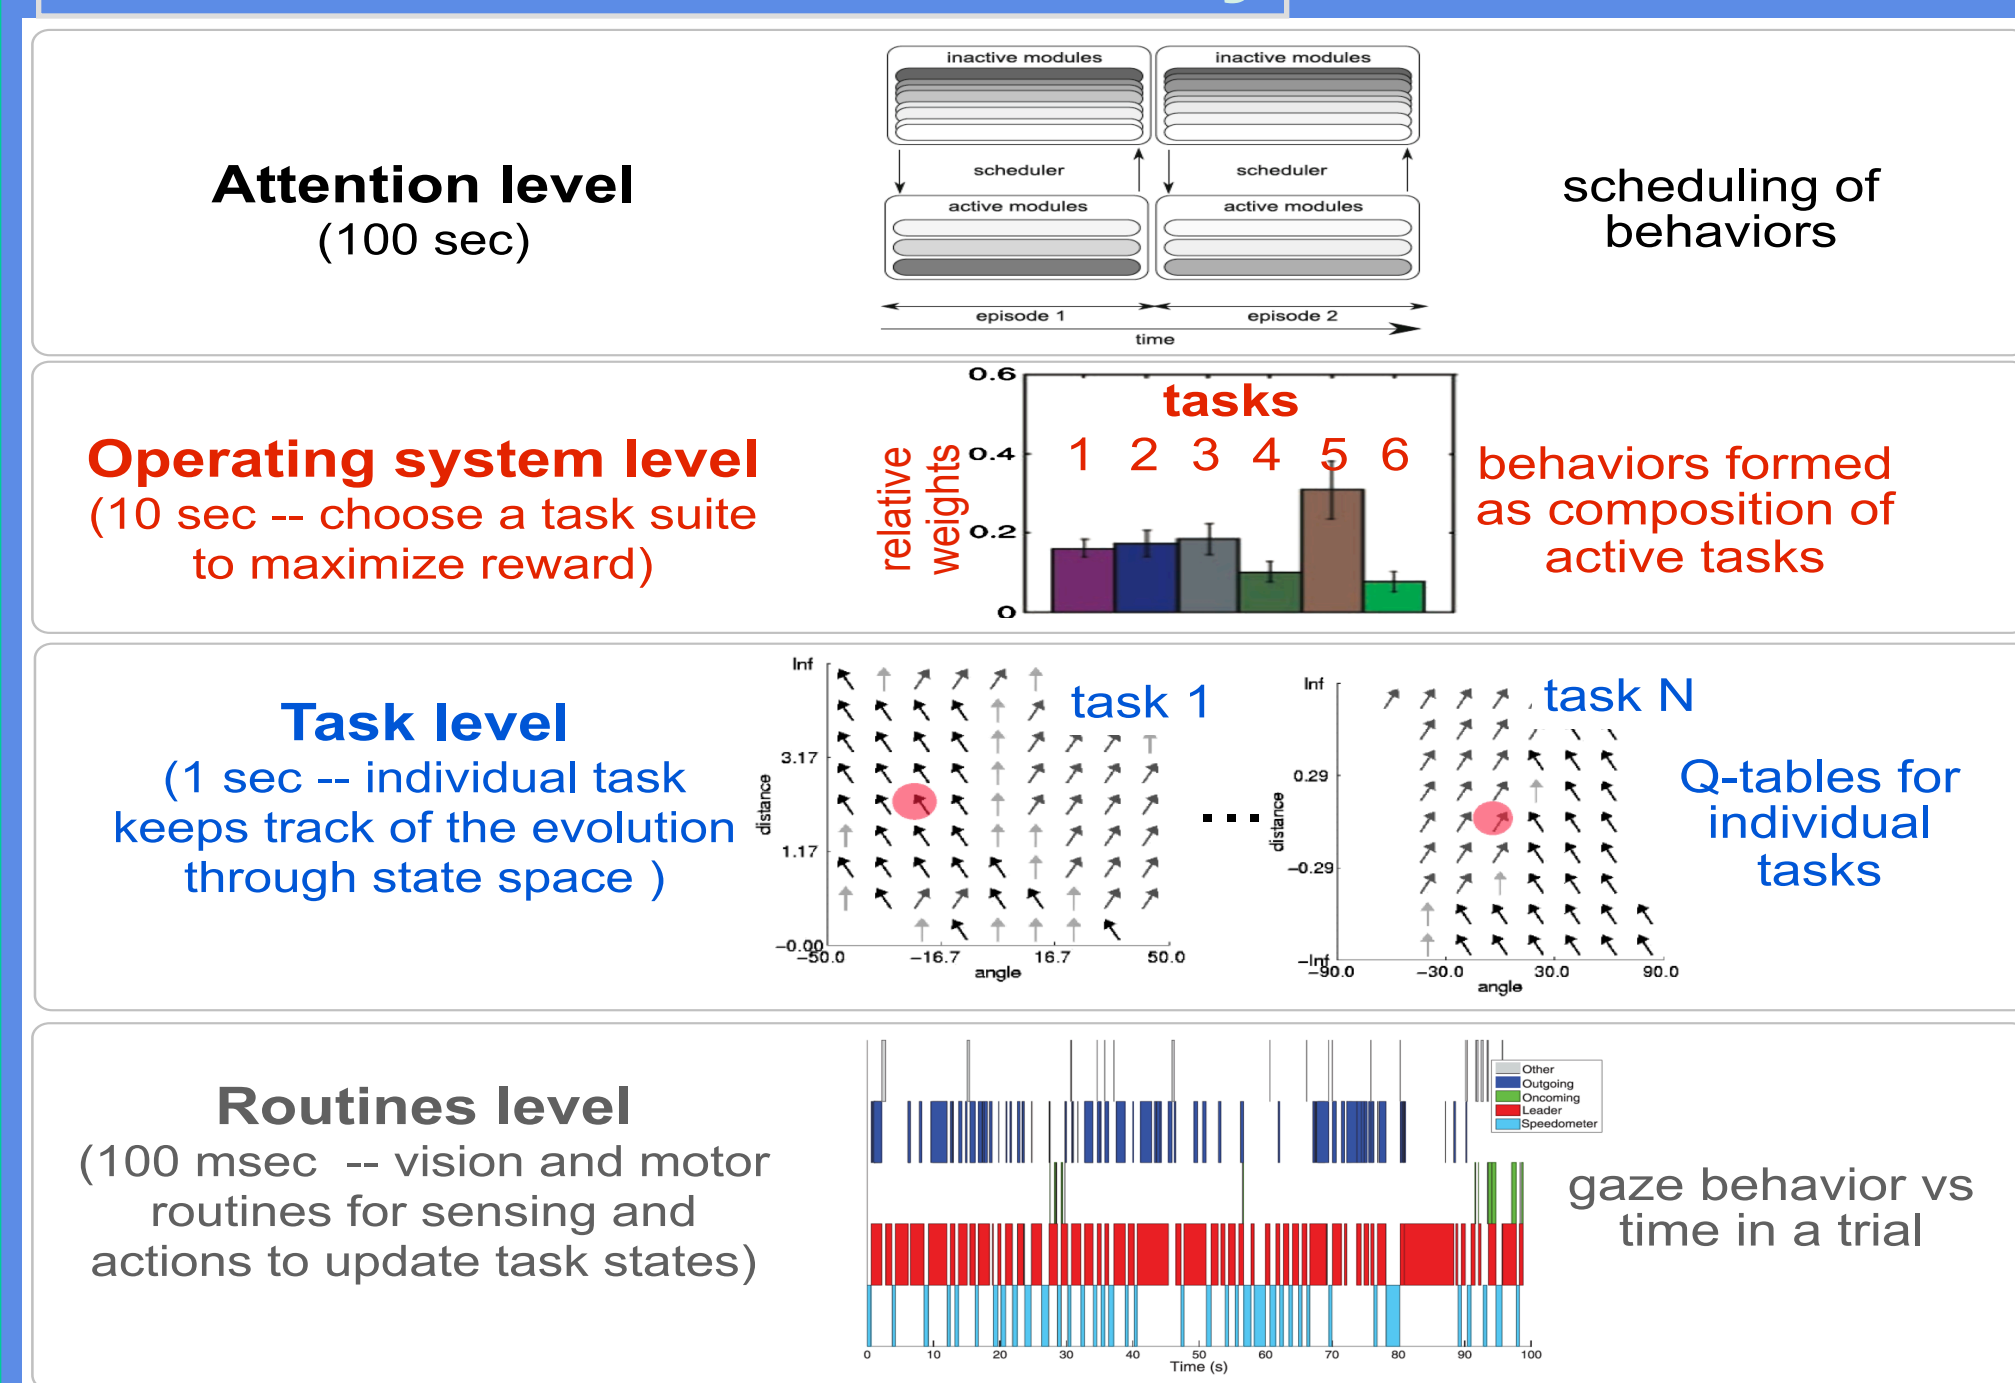 Attention level
(100 sec)
inactive modules
inactive modules
scheduler
scheduler
active modules
active modules
episode 1
episode 2
time
scheduling of
behaviors
Operating system level
(10 sec -- choose a task suite
to maximize reward)
relative
weights
0.6
0.4
0.2
0
tasks
1 2 3 4 5 6
behaviors formed
as composition of
active tasks
Task level
(1 sec -- individual task
keeps track of the evolution
through state space )
distance
Inf
3.17
1.17
−0.00
−50.0
−16.7
16.7
50.0
angle
task 1
...
distance
Inf
0.29
−0.29
−Inf
−90.0
−30.0
30.0
90.0
angle
task N
Q-tables for
individual
tasks
Routines level
(100 msec -- vision and motor
routines for sensing and
actions to update task states)
Other
Outgoing
Oncoming
Leader
Speedometer
0 10 20 30 40 50 60 70 80 90 100
Time (s)
gaze behavior vs
time in a trial